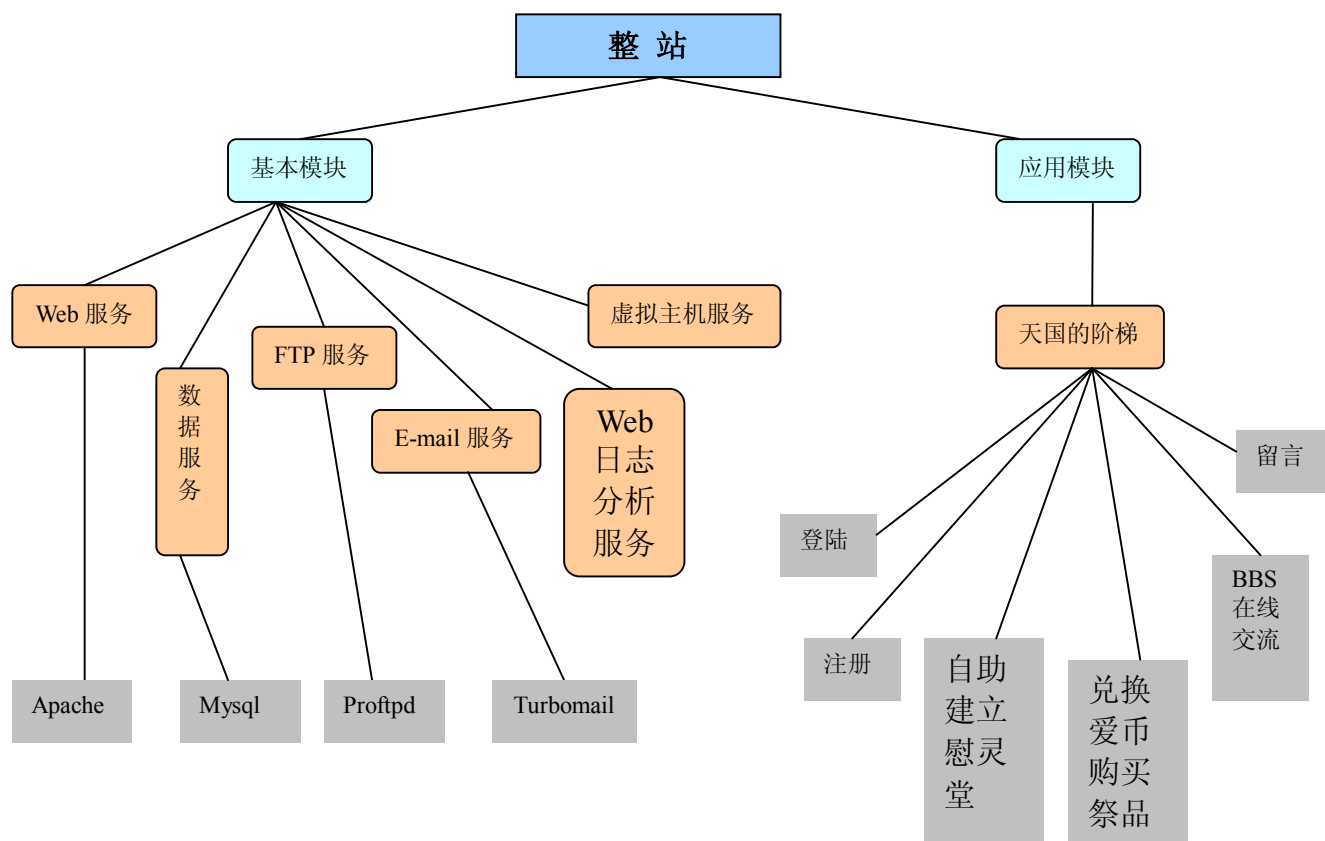 整 站
基本模块
应用模块
Web 服务
虚拟主机服务
天国的阶梯
FTP 服务
数
据
服
务
E-mail 服务
Web
日志
分析
服务
留言
登陆
BBS
在线
交流
注册
自助
建立
慰灵
堂
兑换
爱币
购买
祭品
Apache
Mysql
Proftpd
Turbomail